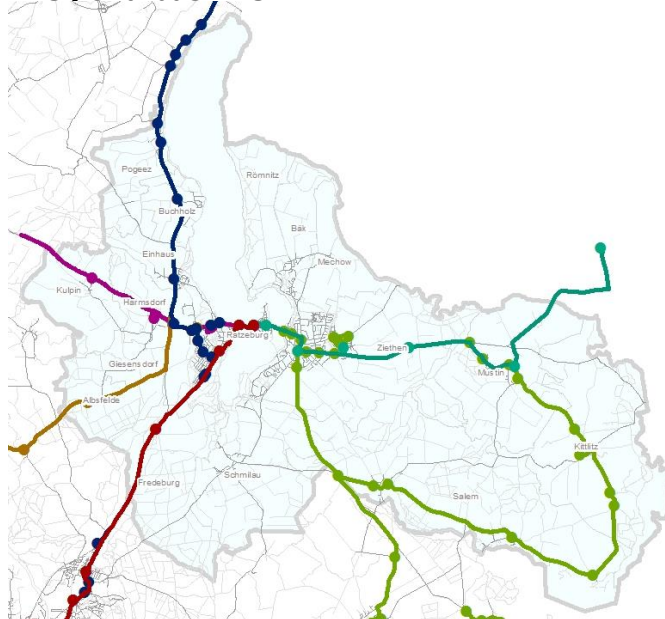 Pogeez
Römnitz
Buchholz
Bäk
Einhaus
Mechow
Kulpin
Harmsdorf
Ratzeburg
Ziethen
Giesensdorf
Mustin
Albsfelde
Kittlitz
Fredeburg
Schmilau
Salem